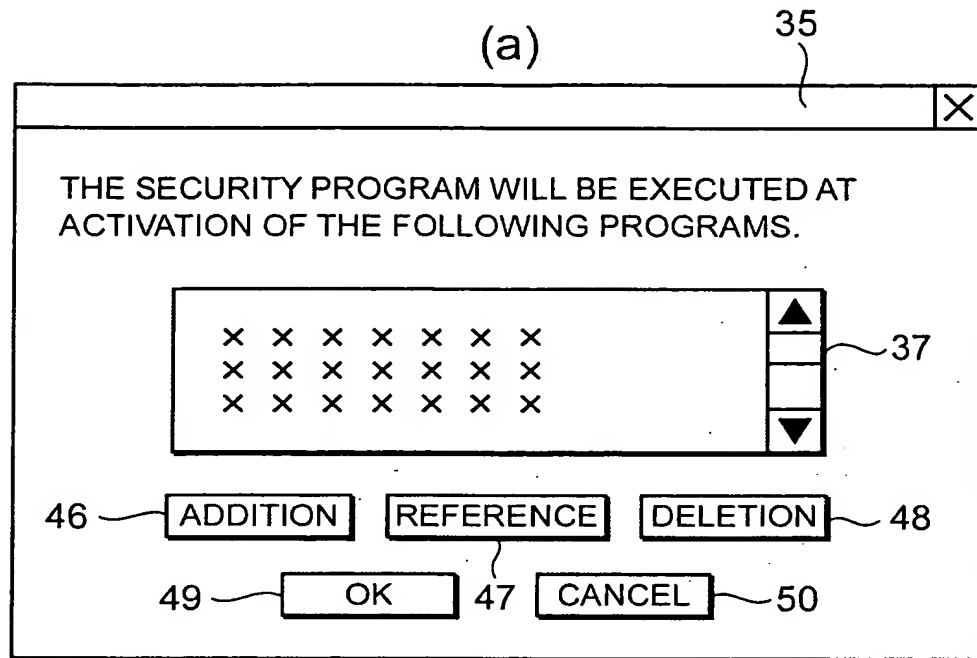 (a)
35
X
THE SECURITY PROGRAM WILL BE EXECUTED AT
ACTIVATION OF THE FOLLOWING PROGRAMS.
× × × × × × ×
× × × × × × ×
× × × × × × ×
37
46 ADDITION REFERENCE DELETION 48
49 OK 47 CANCEL 50